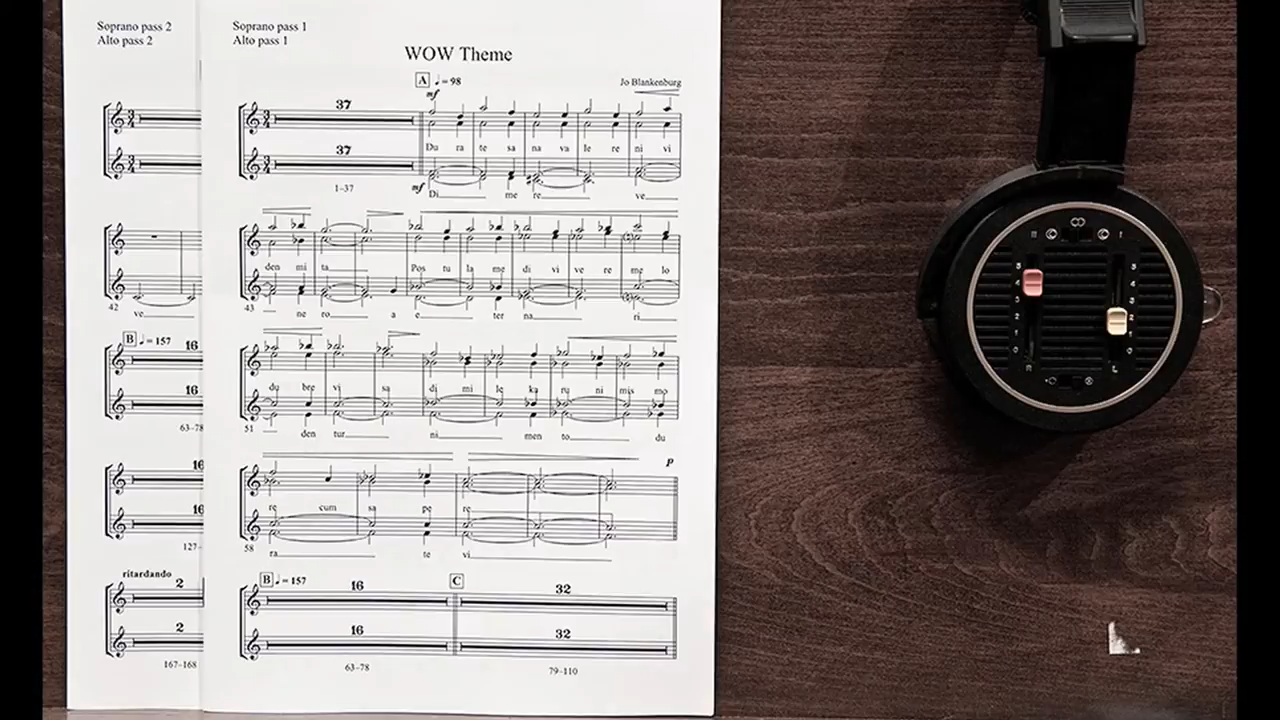 Soprano pass 2
Alto pass 2
42
ve
B ♩ = 157
16
16
63-78
16
16
127-
ritardando
2
2
167–168
Soprano pass 1
Alto pass 1
WOW Theme
A ♩ = 98
Jo Blankenburg
37
mf
Du ra te sa na va le re ni vi
37
1–37
mf
Di me re ve
den mi ta Pos tu la me di vi ve re me lo
43
ne ro a e ter na ri
du bre vi sa di mi le ka ru ni mis mo
51
den tur ni men to du
p
re cum sa pe re
58
ra te vi
B ♩ = 157
16
C
32
16
32
63–78
79–110